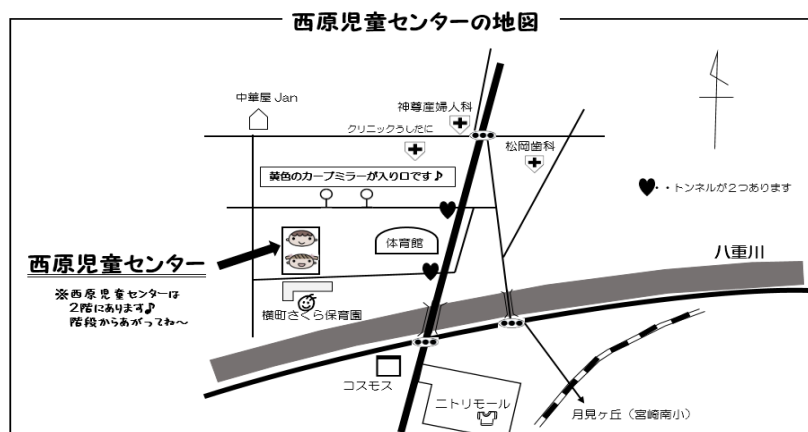 西原児童センターの地図
中華屋 Jan
神尊産婦人科
クリニックうしたに
松岡歯科
黄色のカーブミラーが入り口です♪
♥・・トンネルが2つあります
体育館
西原児童センター
八重川
※西原児童センターは
2階にあります♪
階段からあがってね～
横町さくら保育園
コスモス
ニトリモール
月見ヶ丘（宮崎南小）